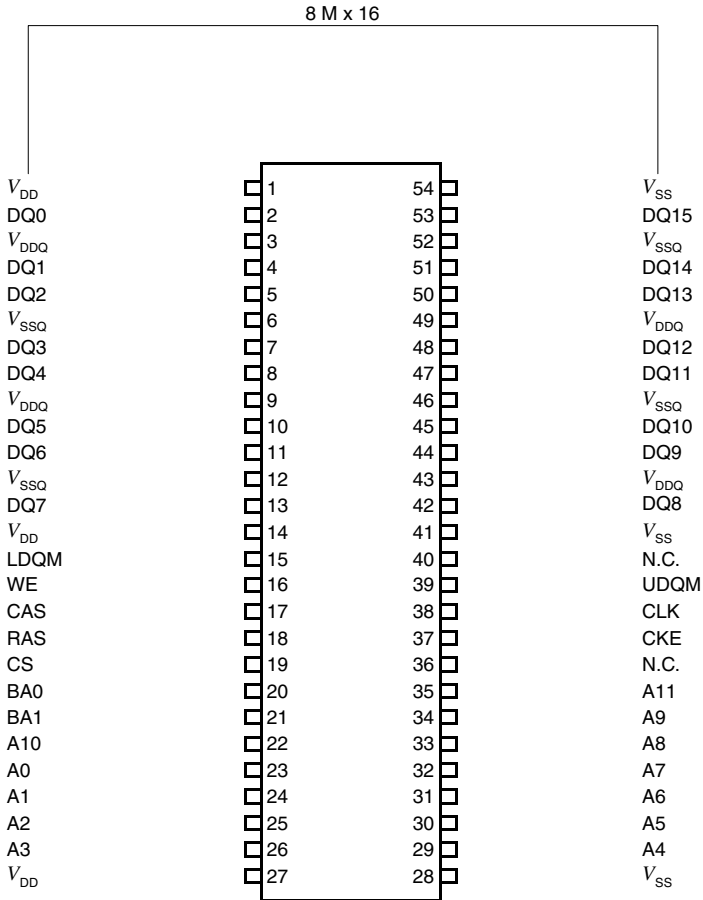 8 M x 16
VDD 1 54 VSS
DQ0 2 53 DQ15
VDDQ 3 52 VSSQ
DQ1 4 51 DQ14
DQ2 5 50 DQ13
VSSQ 6 49 VDDQ
DQ3 7 48 DQ12
DQ4 8 47 DQ11
VDDQ 9 46 VSSQ
DQ5 10 45 DQ10
DQ6 11 44 DQ9
VSSQ 12 43 VDDQ
DQ7 13 42 DQ8
VDD 14 41 VSS
LDQM 15 40 N.C.
WE 16 39 UDQM
CAS 17 38 CLK
RAS 18 37 CKE
CS 19 36 N.C.
BA0 20 35 A11
BA1 21 34 A9
A10 22 33 A8
A0 23 32 A7
A1 24 31 A6
A2 25 30 A5
A3 26 29 A4
VDD 27 28 VSS